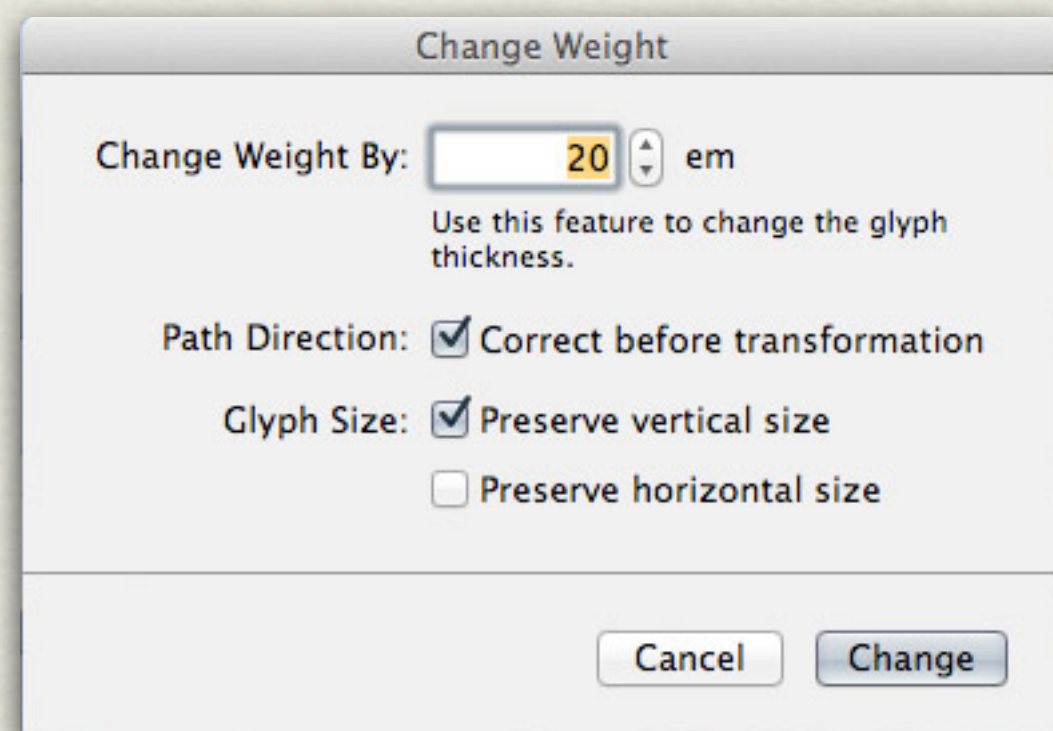 Change Weight
Change Weight By: 20 em
Use this feature to change the glyph
thickness.
Path Direction: Correct before transformation
Glyph Size: Preserve vertical size
Preserve horizontal size
Cancel Change